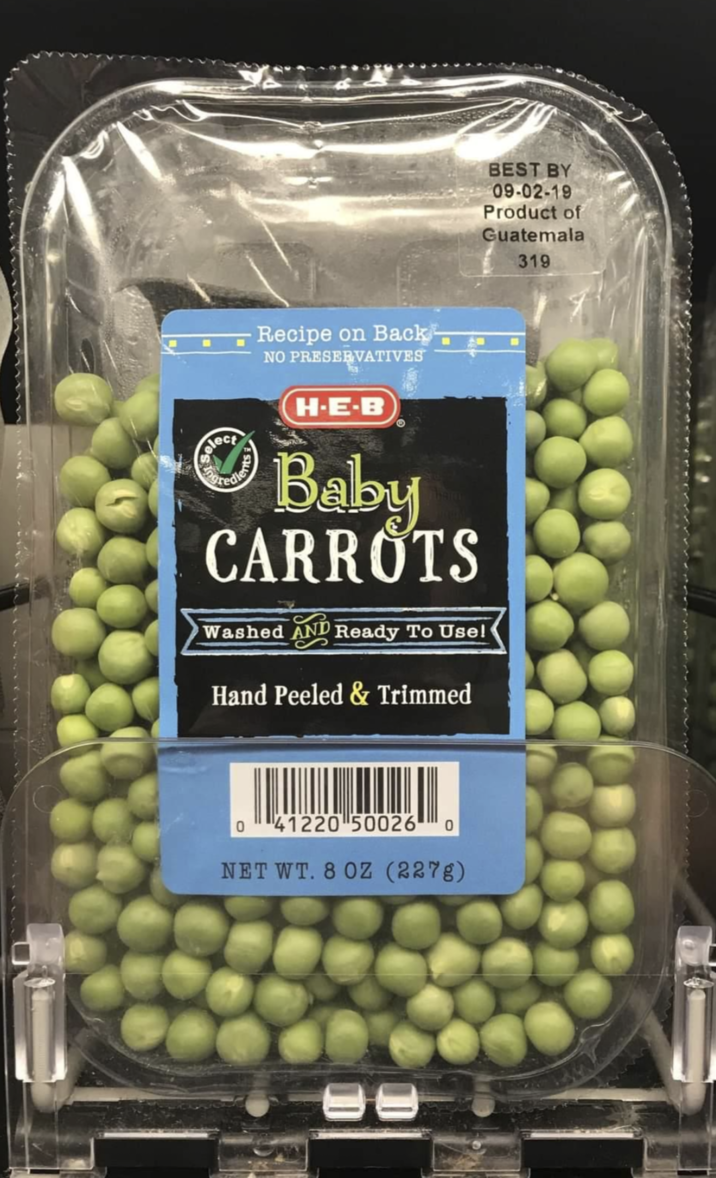 BEST BY
09-02-19
Product of
Guatemala
319
Recipe on Back
NO PRESERVATIVES
H-E-B®
Select Ingredients™
Baby
CARROTS
Washed AND Ready To Use!
Hand Peeled & Trimmed
0 41220 50026 0
NET WT. 8 OZ (227g)